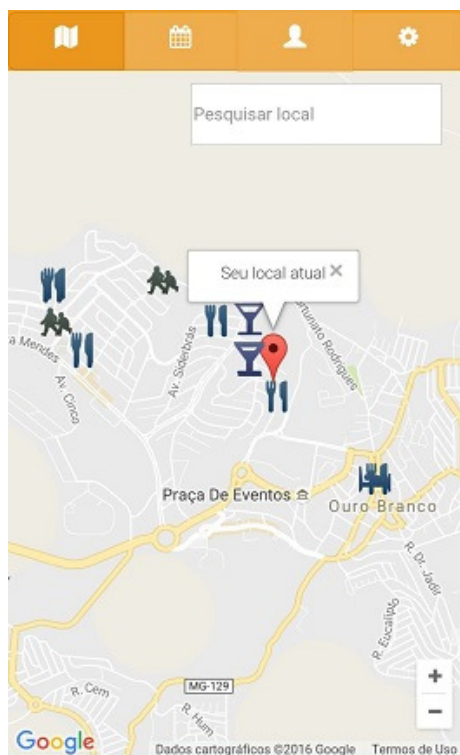 Pesquisar local
Seu local atual ×
ortunato Rodrigues
a Mendes
Av. Siderbrás
Av. Cinco
Praça De Eventos
Ouro Branco
R. Dr. Jadir
R. Eucalipto
MG-129
R. Cem
R. Hum
+
−
Google
Dados cartográficos ©2016 Google
Termos de Uso